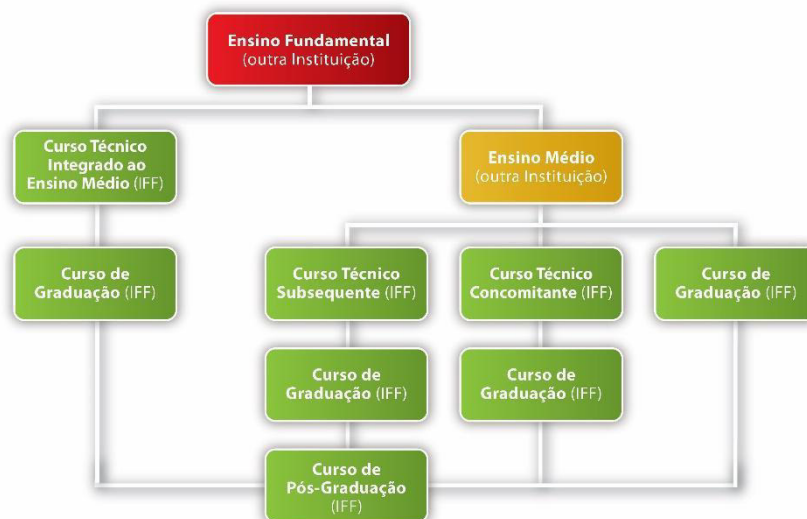 Ensino Fundamental
(outra Instituição)
Curso Técnico
Integrado ao
Ensino Médio (IFF)
Ensino Médio
(outra Instituição)
Curso de
Graduação (IFF)
Curso Técnico
Subsequente (IFF)
Curso Técnico
Concomitante (IFF)
Curso de
Graduação (IFF)
Curso de
Graduação (IFF)
Curso de
Graduação (IFF)
Curso de
Pós-Graduação
(IFF)